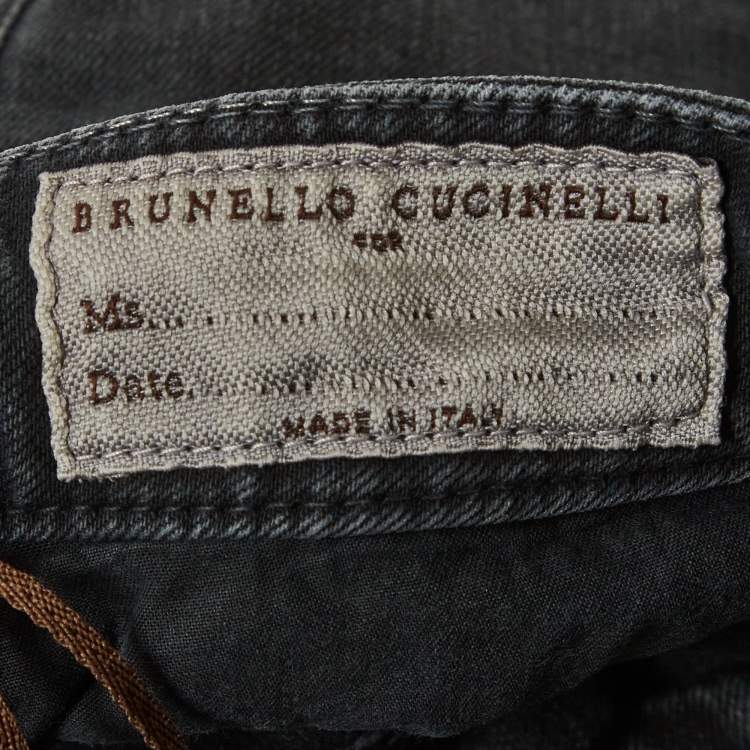 BRUNELLO CUCINELLI
FOR
Ms.
Date.
MADE IN ITALY